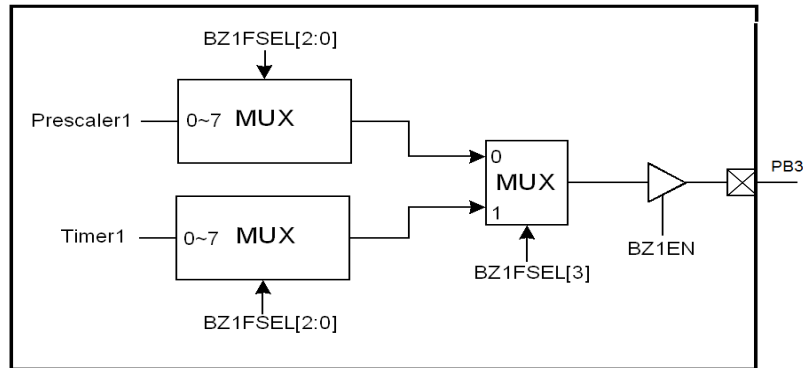 BZ1FSEL[2:0]
Prescaler1
0~7 MUX
0
MUX
1
PB3
Timer1
0~7 MUX
BZ1EN
BZ1FSEL[3]
BZ1FSEL[2:0]